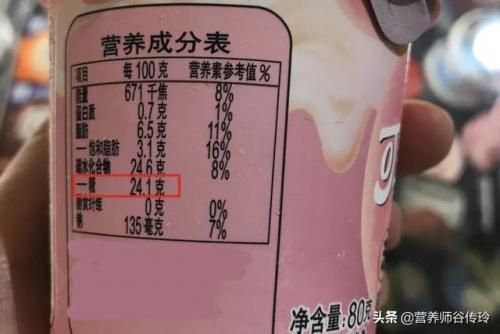 营养成分表
项目 每100克 营养素参考值%
能量 671千焦 8%
蛋白质 0.7克 1%
脂肪 6.5克 11%
—饱和脂肪 3.1克 16%
碳水化合物 24.6克 8%
—糖 24.1克
膳食纤维 0克 0%
钠 135毫克 7%
净含量:80克
头条 @营养师谷传玲